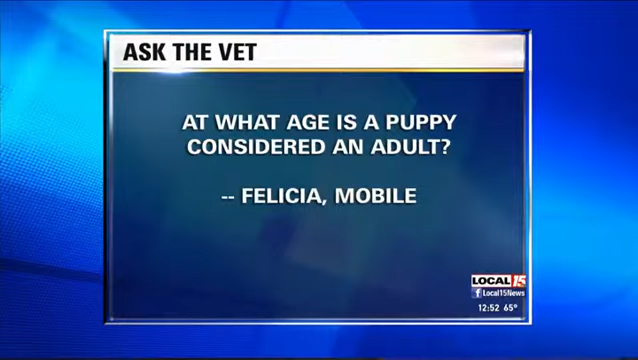 ASK THE VET
AT WHAT AGE IS A PUPPY
CONSIDERED AN ADULT?
-- FELICIA, MOBILE
LOCAL 15
f Local15News
12:52 65°